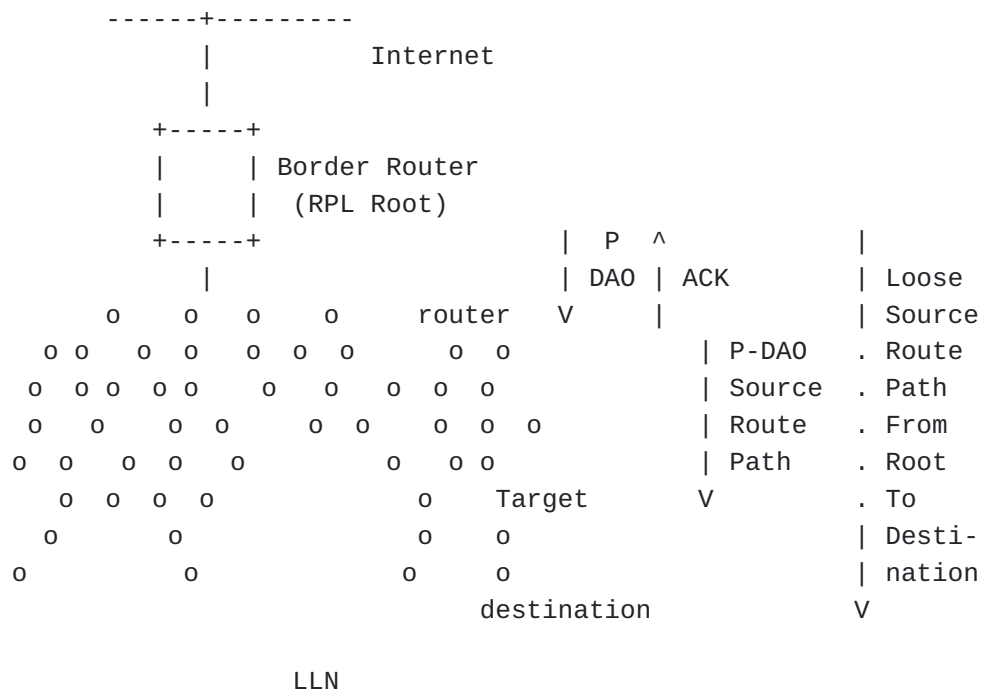 ------+---------
|          Internet
|
+-----+
|     | Border Router
|     |  (RPL Root)
+-----+                   |  P  ^            |
|                      | DAO | ACK        | Loose
o    o   o    o     router   V     |            | Source
o o   o  o   o  o  o      o  o            | P-DAO   . Route
o  o o  o o    o   o   o  o  o             | Source  . Path
o   o    o  o     o  o    o  o  o          | Route   . From
o  o   o  o   o         o   o o             | Path    . Root
o  o  o  o             o    Target       V         . To
o       o               o    o                      | Desti-
o          o             o     o                    | nation
destination             V
LLN